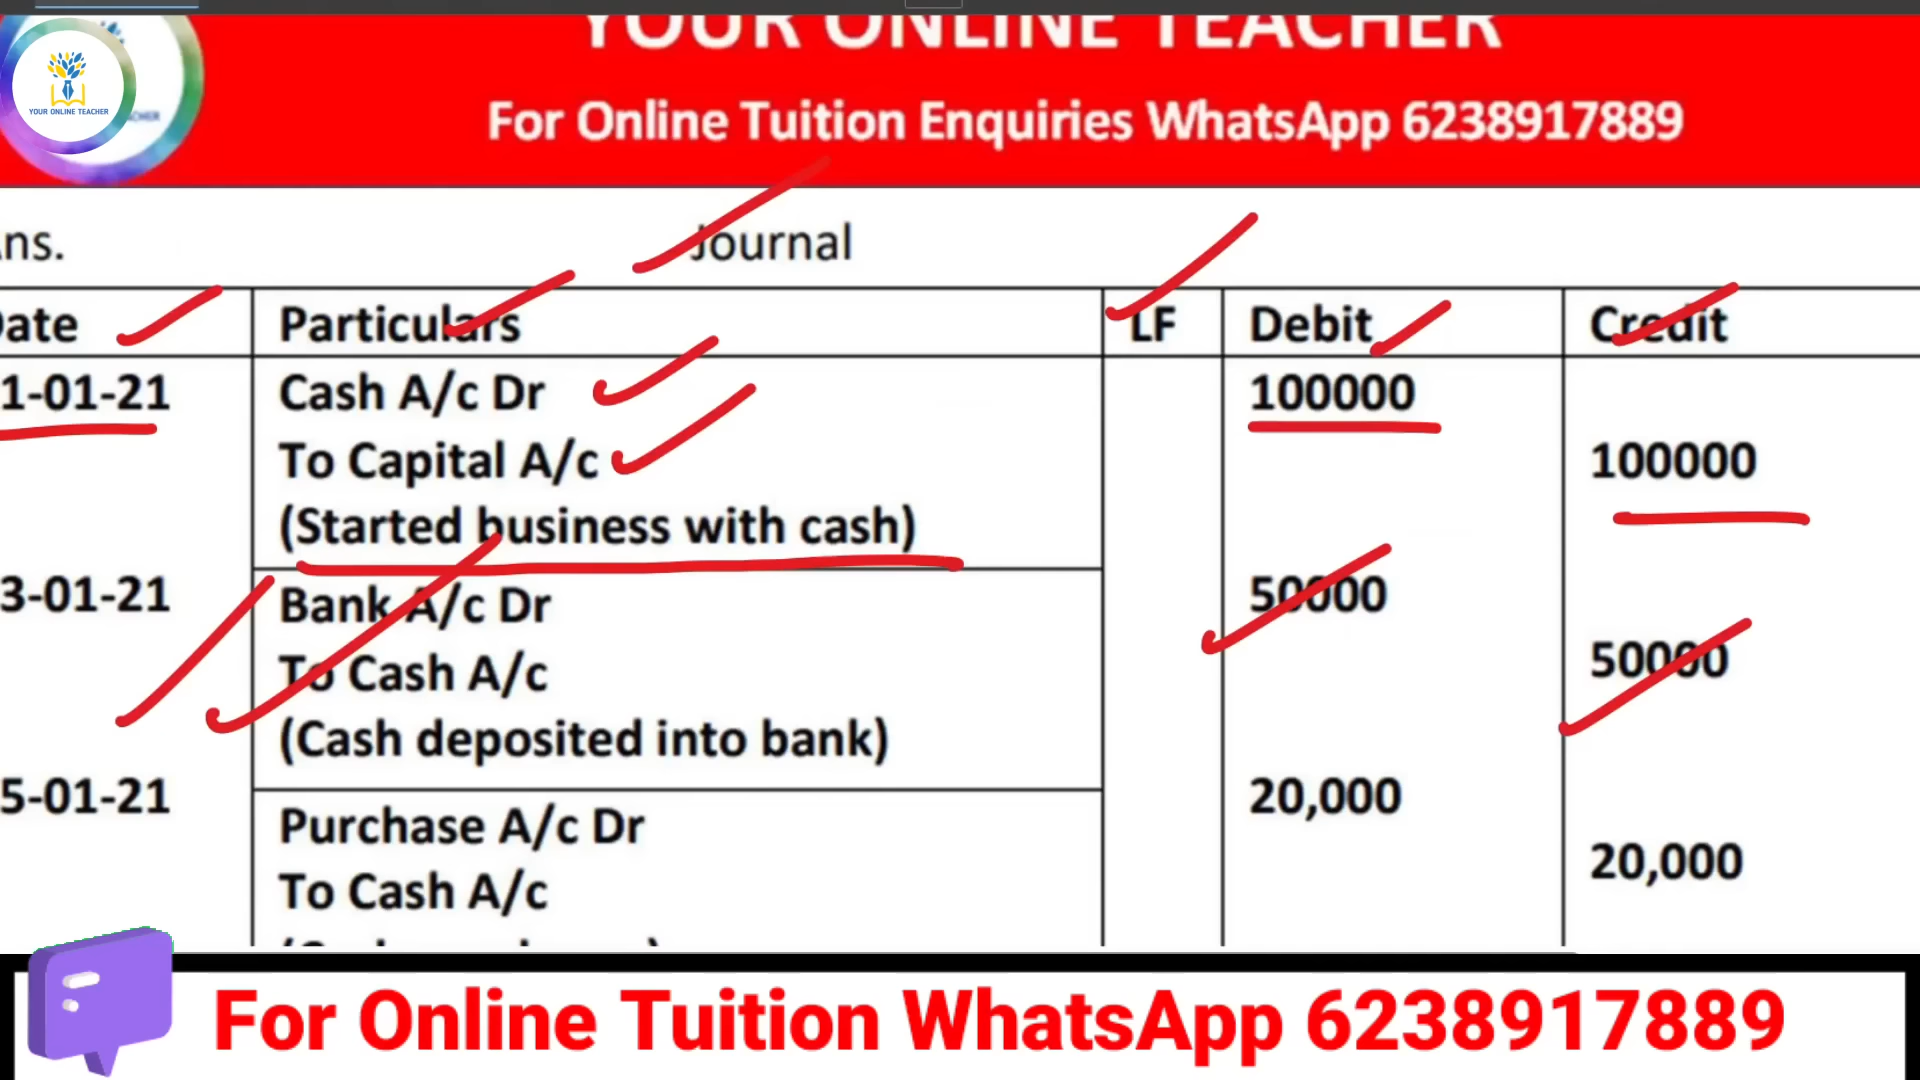 YOUR ONLINE TEACHER
For Online Tuition Enquiries WhatsApp 6238917889
YOUR ONLINE TEACHER
Journal
Particulars LF Debit Credit
1-01-21 Cash A/c Dr 100000
To Capital A/c 100000
(Started business with cash)
3-01-21 Bank A/c Dr 50000
To Cash A/c 50000
(Cash deposited into bank)
5-01-21 Purchase A/c Dr 20,000
To Cash A/c 20,000
For Online Tuition WhatsApp 6238917889